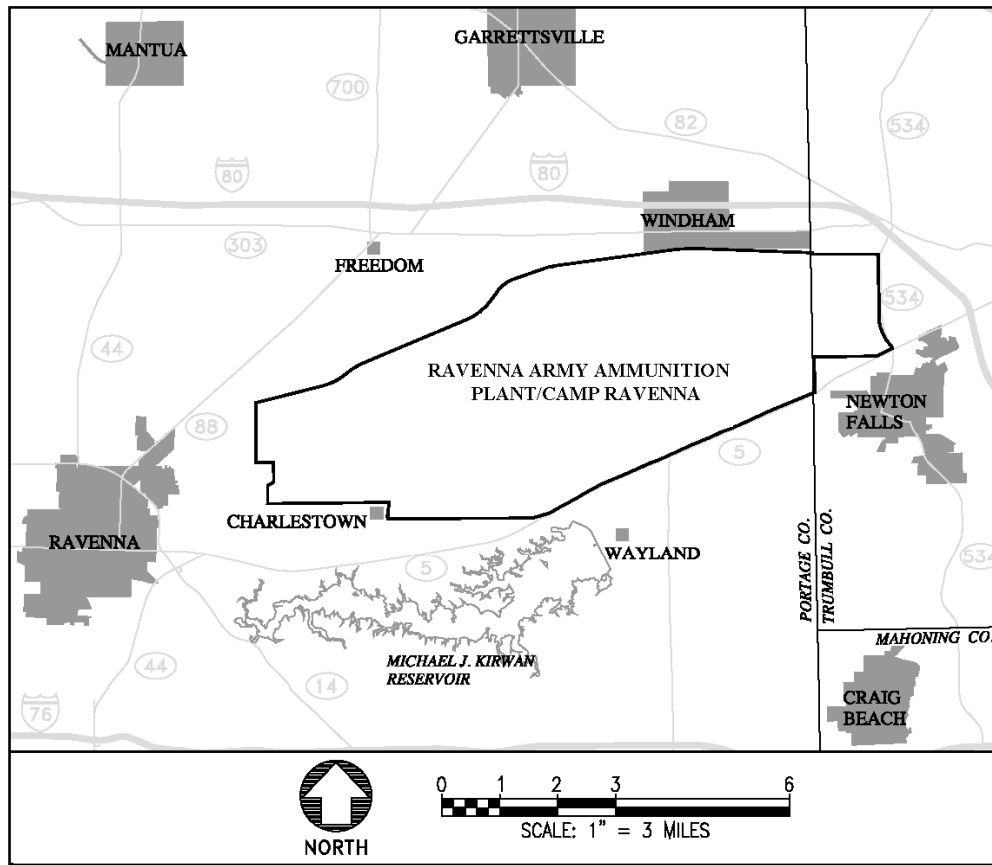 MANTUA
GARRETTSVILLE
700
82
534
80
80
WINDHAM
303
FREEDOM
534
44
RAVENNA ARMY AMMUNITION
PLANT/CAMP RAVENNA
NEWTON
FALLS
88
5
CHARLESTOWN
RAVENNA
WAYLAND
5
PORTAGE CO.
TRUMBULL CO.
534
MAHONING CO.
MICHAEL J. KIRWAN
RESERVOIR
44
14
76
CRAIG
BEACH
0 1 2 3 6
SCALE: 1" = 3 MILES
NORTH